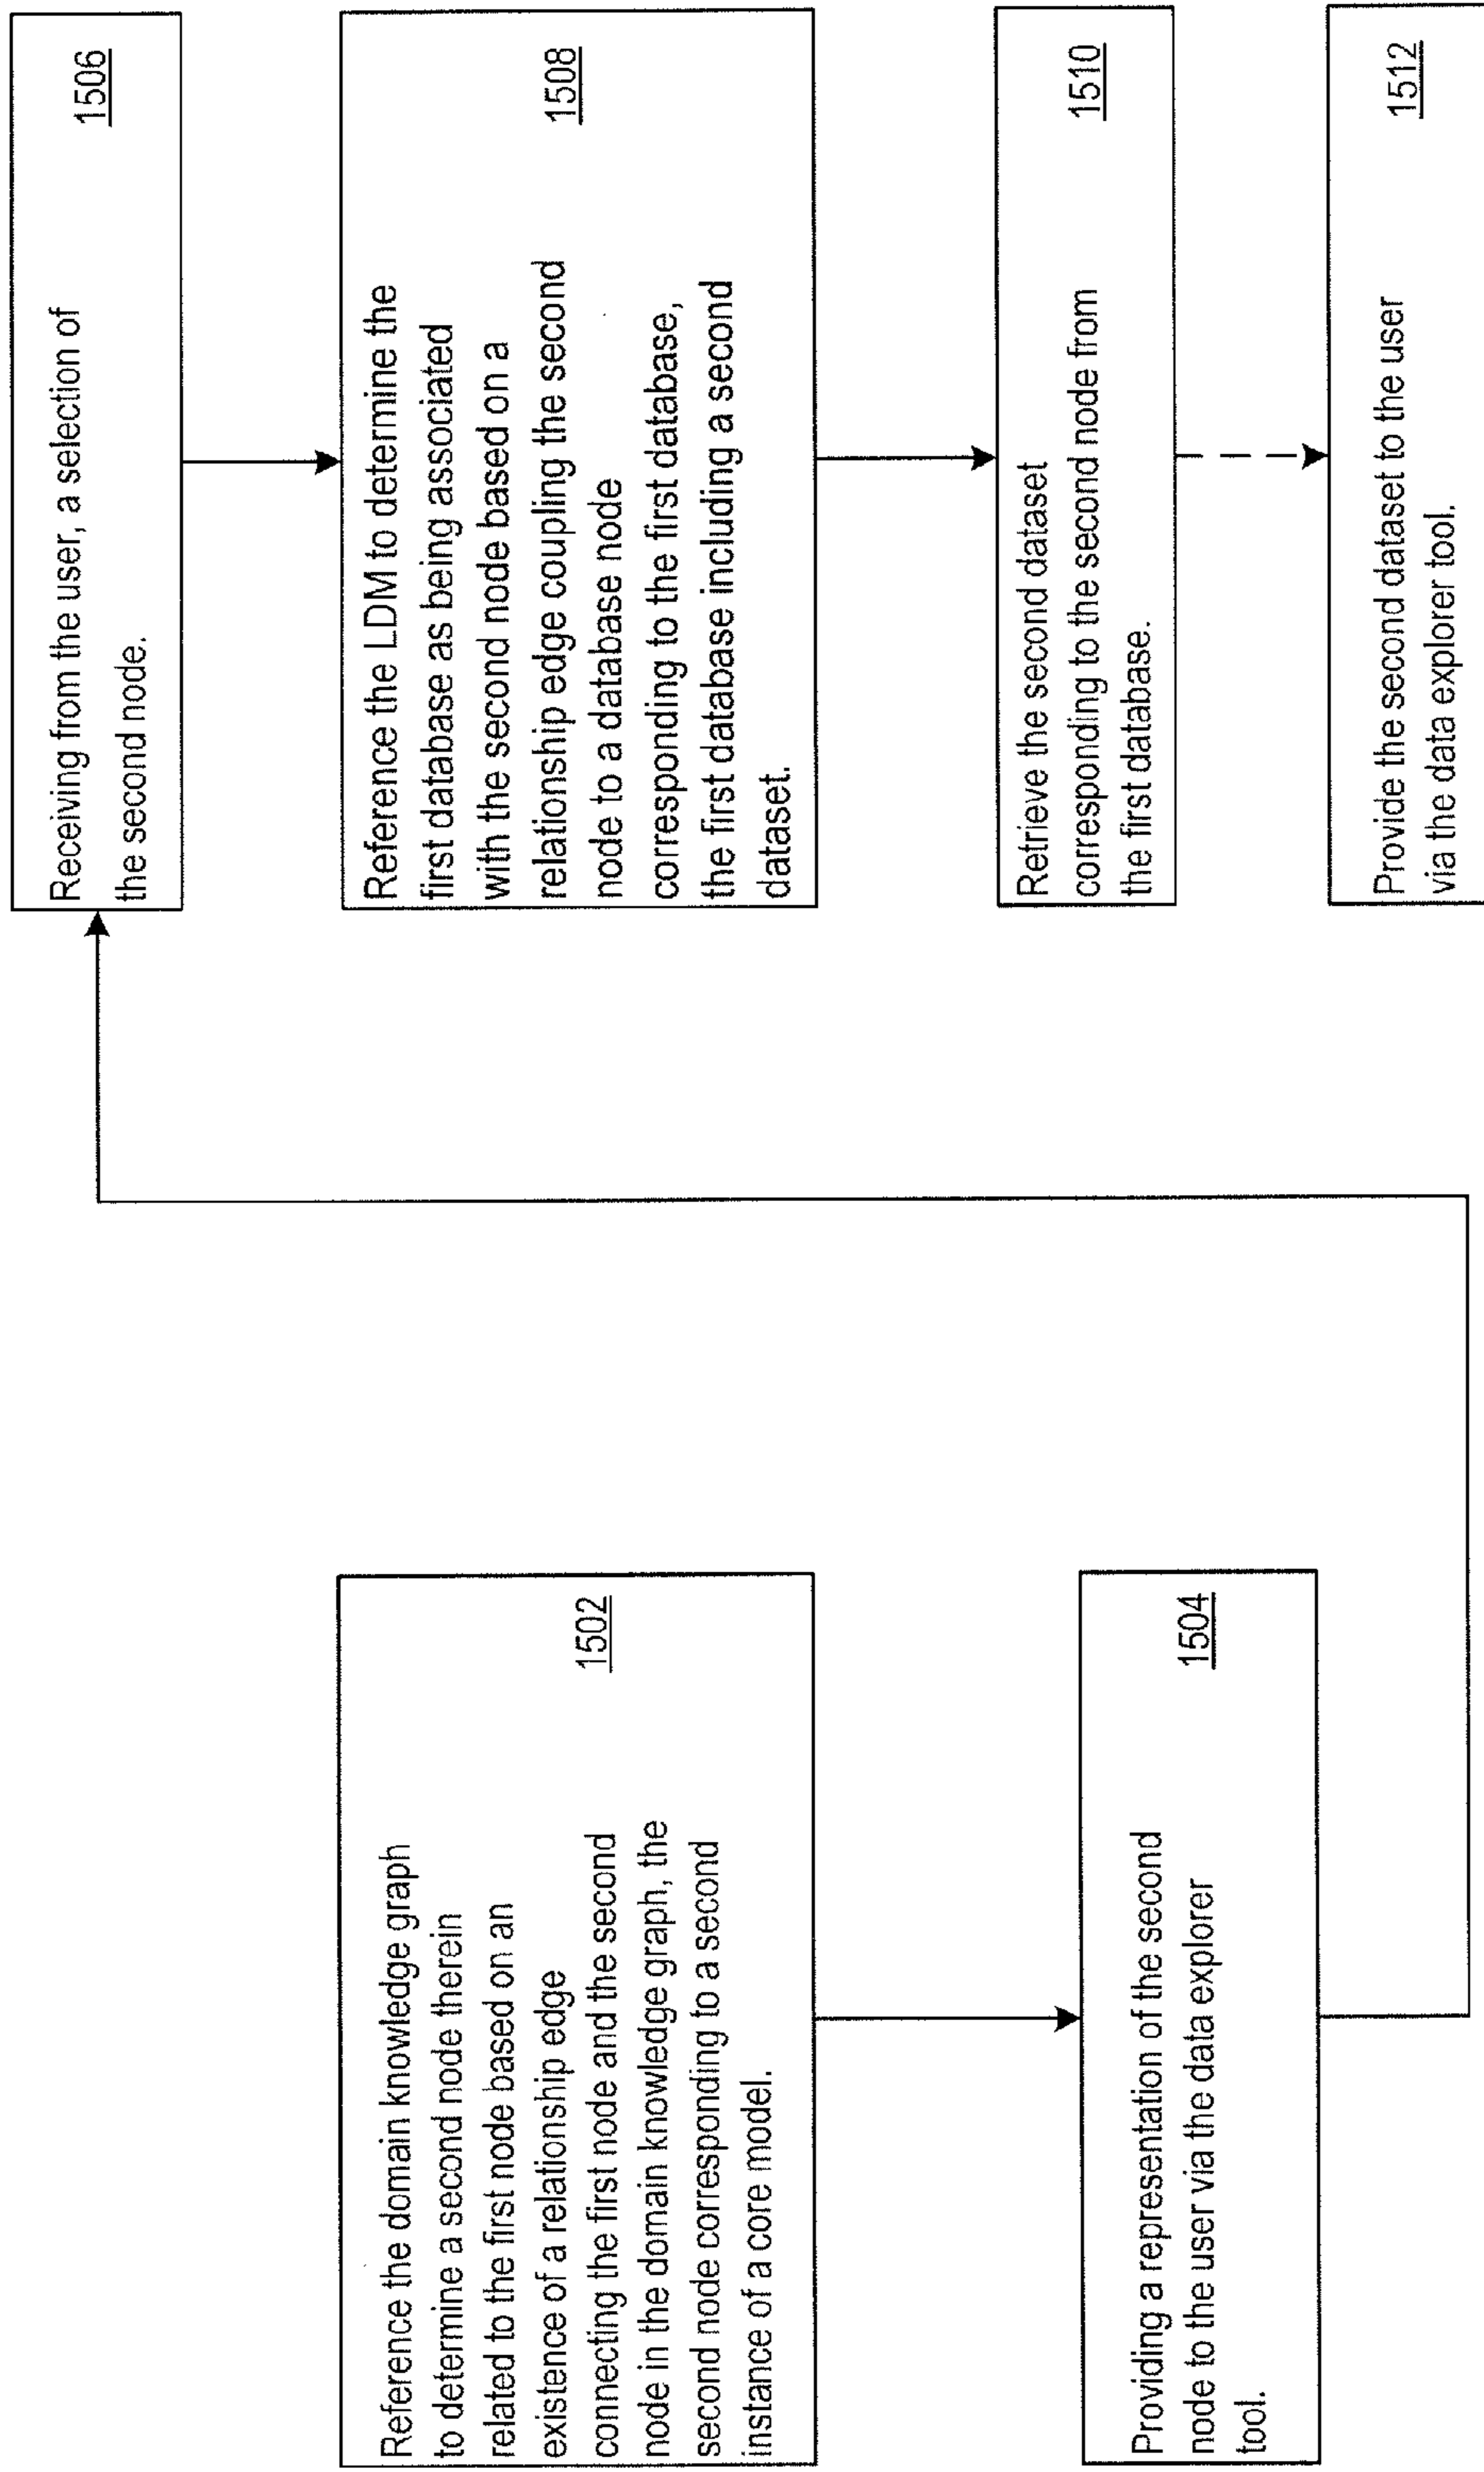 Reference the domain knowledge graph
to determine a second node therein
related to the first node based on an
existence of a relationship edge
connecting the first node and the second
node in the domain knowledge graph, the
second node corresponding to a second
instance of a core model.
1502
Providing a representation of the second
node to the user via the data explorer
tool.
1504
Receiving from the user, a selection of
the second node.
1506
Reference the LDM to determine the
first database as being associated
with the second node based on a
relationship edge coupling the second
node to a database node
corresponding to the first database,
the first database including a second
dataset.
1508
Retrieve the second dataset
corresponding to the second node from
the first database.
1510
Provide the second dataset to the user
via the data explorer tool.
1512